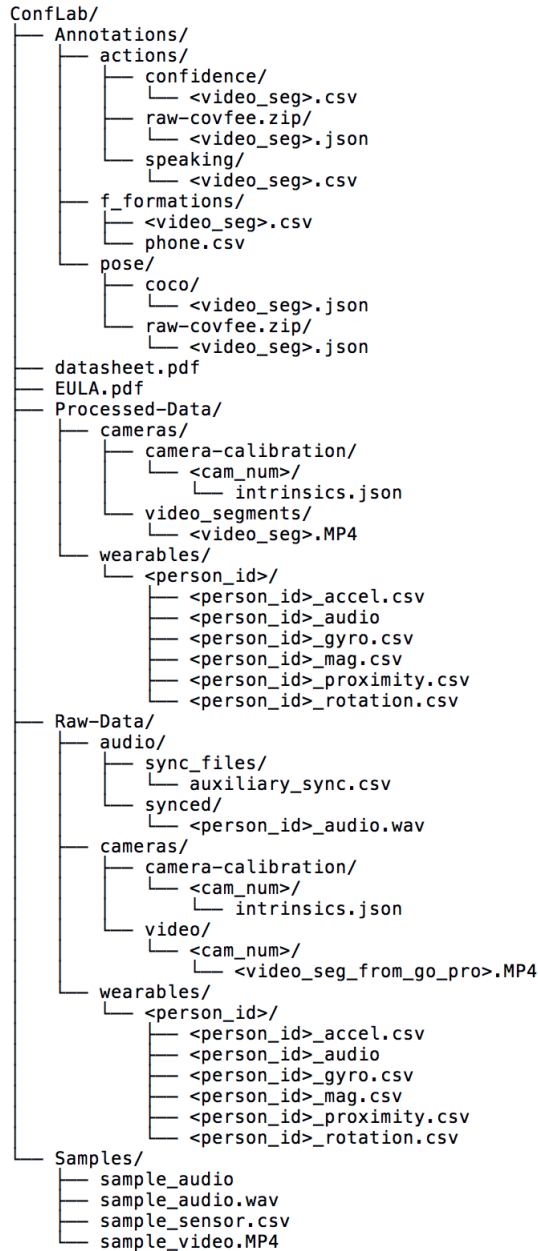 ConfLab/
├── Annotations/
│   ├── actions/
│   │   ├── confidence/
│   │   │   └── <video_seg>.csv
│   │   ├── raw-covfee.zip/
│   │   │   └── <video_seg>.json
│   │   └── speaking/
│   │       └── <video_seg>.csv
│   ├── f_formations/
│   │   ├── <video_seg>.csv
│   │   └── phone.csv
│   └── pose/
│       ├── coco/
│       │   └── <video_seg>.json
│       └── raw-covfee.zip/
│           └── <video_seg>.json
├── datasheet.pdf
├── EULA.pdf
├── Processed-Data/
│   ├── cameras/
│   │   ├── camera-calibration/
│   │   │   └── <cam_num>/
│   │   │       └── intrinsics.json
│   │   └── video_segments/
│   │       └── <video_seg>.MP4
│   └── wearables/
│       └── <person_id>/
│           ├── <person_id>_accel.csv
│           ├── <person_id>_audio
│           ├── <person_id>_gyro.csv
│           ├── <person_id>_mag.csv
│           ├── <person_id>_proximity.csv
│           └── <person_id>_rotation.csv
├── Raw-Data/
│   ├── audio/
│   │   ├── sync_files/
│   │   │   └── auxiliary_sync.csv
│   │   └── synced/
│   │       └── <person_id>_audio.wav
│   ├── cameras/
│   │   ├── camera-calibration/
│   │   │   └── <cam_num>/
│   │   │       └── intrinsics.json
│   │   └── video/
│   │       └── <cam_num>/
│   │           └── <video_seg_from_go_pro>.MP4
│   └── wearables/
│       └── <person_id>/
│           ├── <person_id>_accel.csv
│           ├── <person_id>_audio
│           ├── <person_id>_gyro.csv
│           ├── <person_id>_mag.csv
│           ├── <person_id>_proximity.csv
│           └── <person_id>_rotation.csv
└── Samples/
    ├── sample_audio
    ├── sample_audio.wav
    ├── sample_sensor.csv
    └── sample_video.MP4